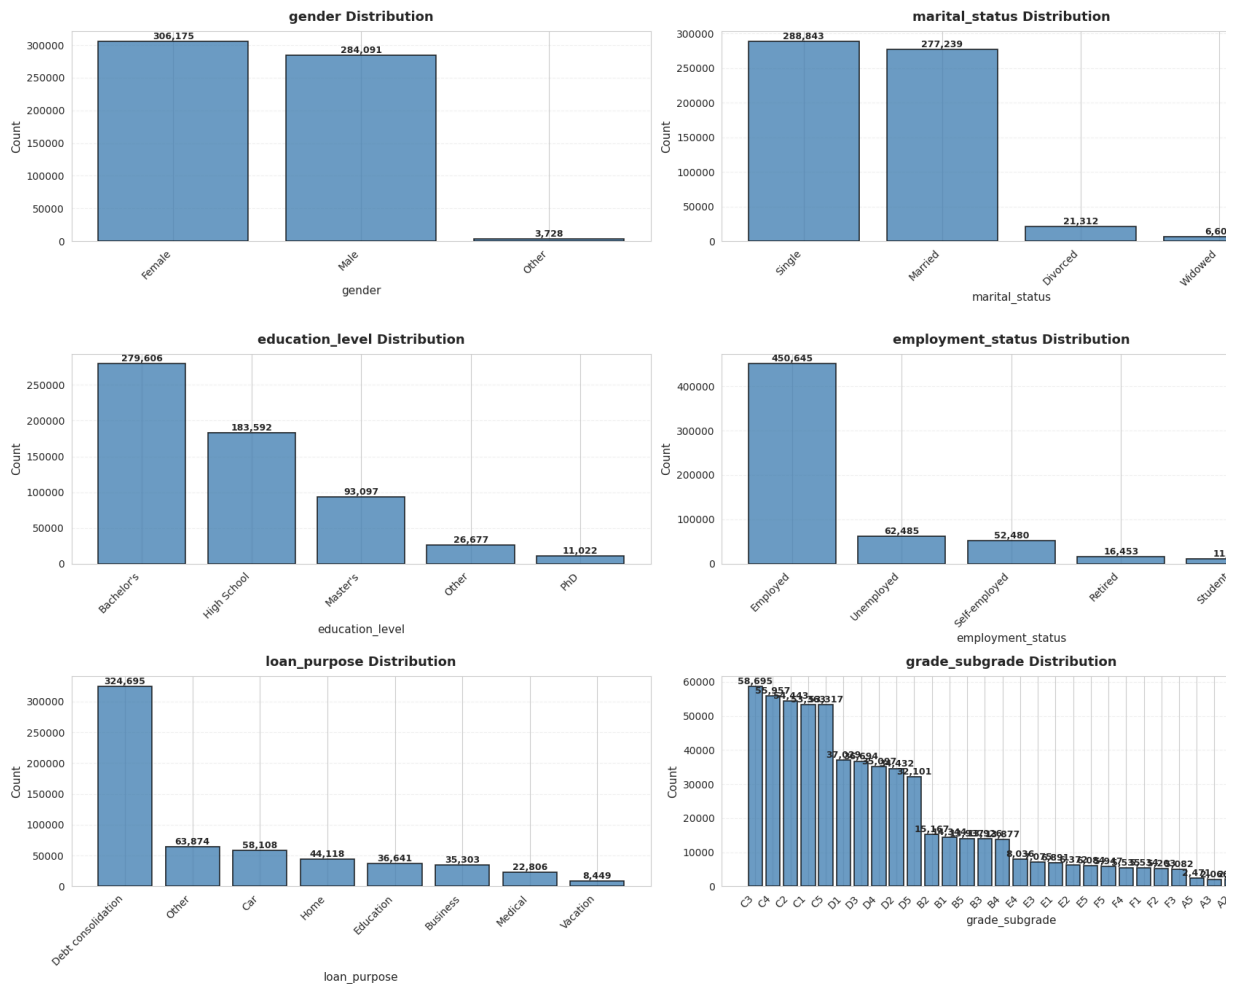 gender Distribution
306,175
284,091
3,728
300000
250000
200000
150000
100000
50000
0
Count
Female
Male
Other
gender
marital_status Distribution
288,843
277,239
21,312
6,60
300000
250000
200000
150000
100000
50000
0
Count
Single
Married
Divorced
Widowed
marital_status
education_level Distribution
279,606
183,592
93,097
26,677
11,022
250000
200000
150000
100000
50000
0
Count
Bachelor's
High School
Master's
Other
PhD
education_level
employment_status Distribution
450,645
62,485
52,480
16,453
11
400000
300000
200000
100000
0
Count
Employed
Unemployed
Self-employed
Retired
Student
employment_status
loan_purpose Distribution
324,695
63,874
58,108
44,118
36,641
35,303
22,806
8,449
300000
250000
200000
150000
100000
50000
0
Count
Debt consolidation
Other
Car
Home
Education
Business
Medical
Vacation
loan_purpose
grade_subgrade Distribution
58,695
55,957
32,101
60000
50000
40000
30000
20000
10000
0
Count
C3
C4
C2
C1
C5
D1
D3
D4
D2
D5
B2
B1
B5
B3
B4
E4
E3
E1
E2
E5
F5
F4
F1
F2
F3
A5
A3
A2
grade_subgrade